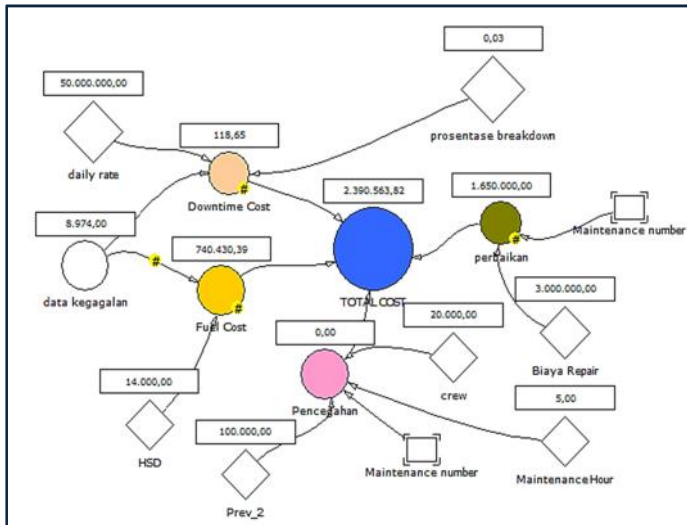 0,03
50.000.000,00
118,65
prosentase breakdown
daily rate
2.390.563,82
1.650.000,00
#
Downtime Cost
8.974,00
740.430,39
Maintenance number
#
perbaikan
#
data kegagalan
#
Fuel Cost
TOTAL COST
3.000.000,00
20.000,00
0,00
Biaya Repair
14.000,00
crew
5,00
Pencegahan
100.000,00
HSD
Maintenance number
Maintenance Hour
Prev_2